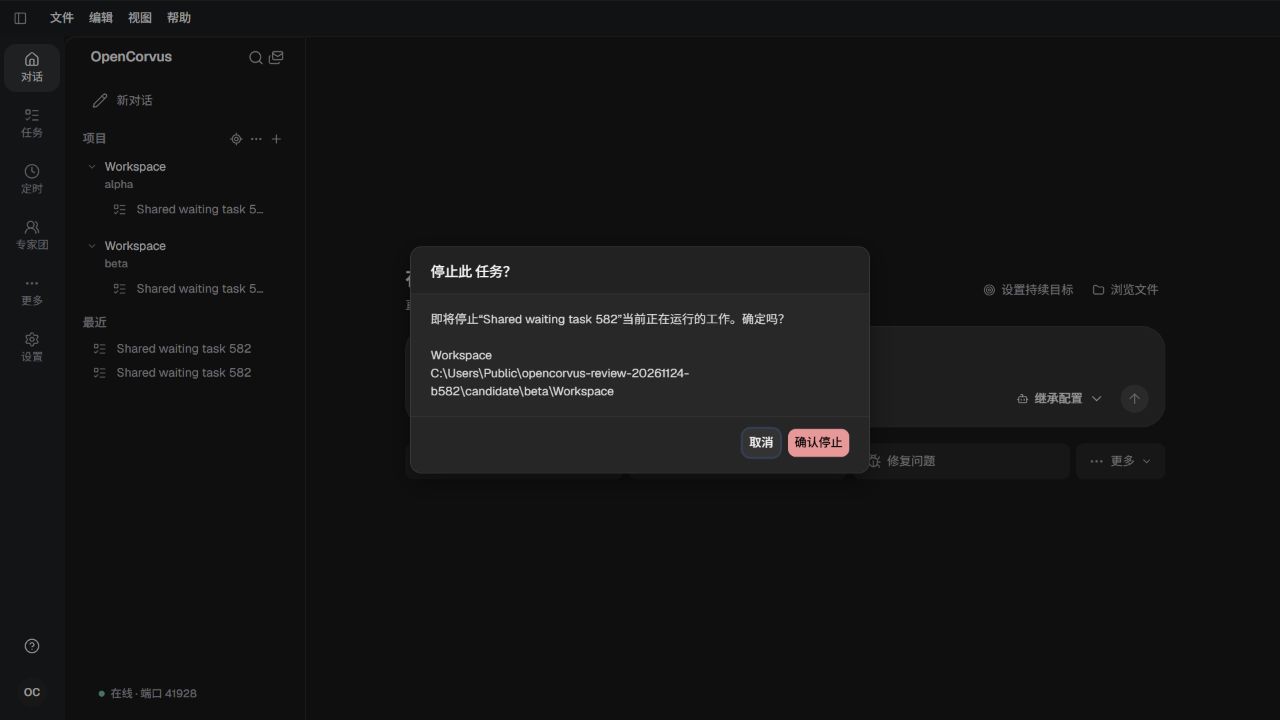 文件 编辑 视图 帮助
OpenCorvus
对话
新对话
任务
项目
Workspace
alpha
定时
Shared waiting task 5...
专家团
Workspace
beta
Shared waiting task 5...
更多
最近
设置
Shared waiting task 582
Shared waiting task 582
停止此 任务?
即将停止“Shared waiting task 582”当前正在运行的工作。确定吗?
Workspace
C:\Users\Public\opencorvus-review-20261124-
b582\candidate\beta\Workspace
取消 确认停止
设置持续目标 浏览文件
继承配置
修复问题 更多
OC
在线 · 端口 41928